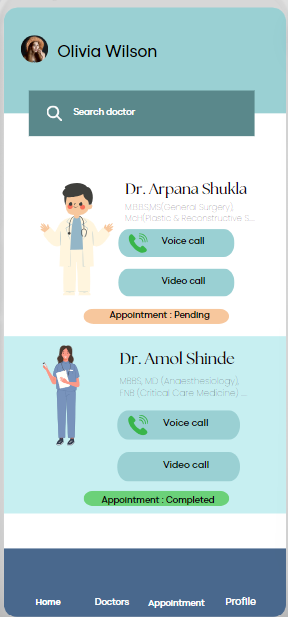 Olivia Wilson
Search doctor
Dr. Arpana Shukla
MBBS,MS(General Surgery),
McH(Plastic & Reconstructive S...
Voice call
Video call
Appointment : Pending
Dr. Amol Shinde
MBBS, MD (Anaesthesiology),
FNB (Critical Care Medicine) ...
Voice call
Video call
Appointment : Completed
Home Doctors Appointment Profile